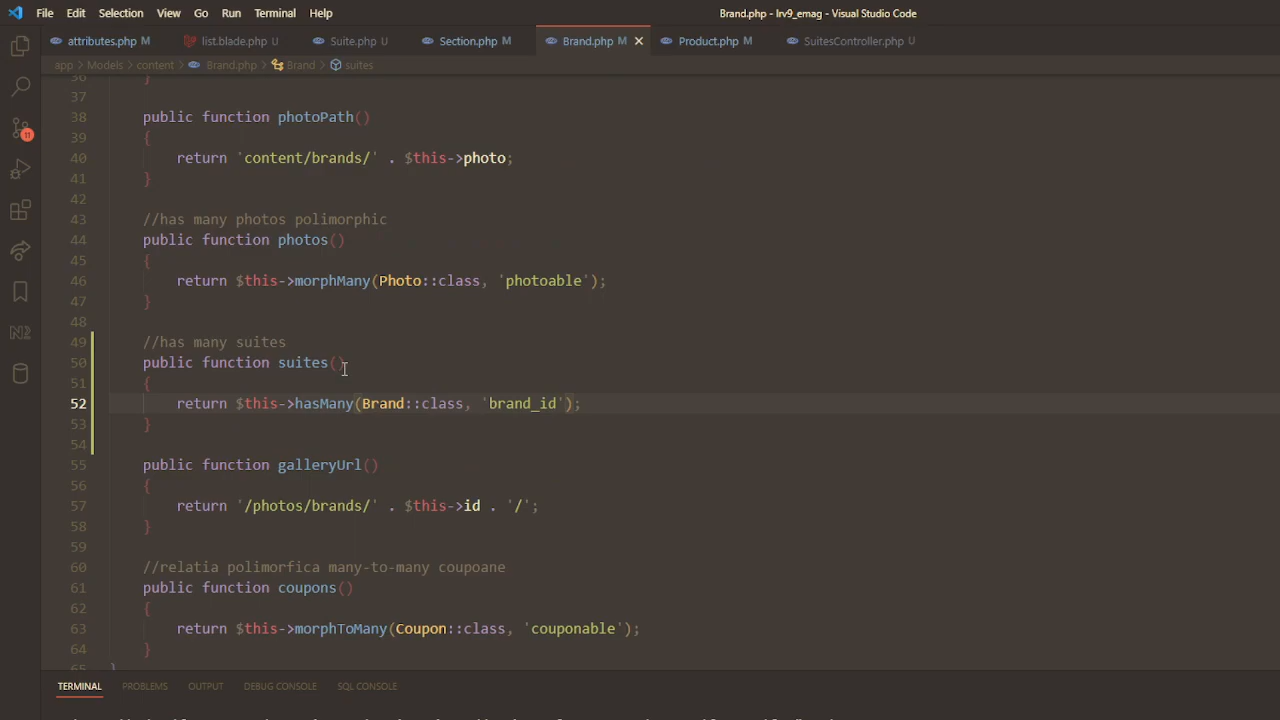 File Edit Selection View Go Run Terminal Help Brand.php - lrv9_emag - Visual Studio Code
attributes.php M list.blade.php U Suite.php U Section.php M Brand.php M Product.php M SuitesController.php U
app > Models > content > Brand.php > Brand > suites
36 }
37
38 public function photoPath()
39 {
40 return 'content/brands/' . $this->photo;
41 }
42
43 //has many photos polimorphic
44 public function photos()
45 {
46 return $this->morphMany(Photo::class, 'photoable');
47 }
48
49 //has many suites
50 public function suites()
51 {
52 return $this->hasMany(Brand::class, 'brand_id');
53 }
54
55 public function galleryUrl()
56 {
57 return '/photos/brands/' . $this->id . '/';
58 }
59
60 //relatia polimorfica many-to-many cupoane
61 public function coupons()
62 {
63 return $this->morphToMany(Coupon::class, 'couponable');
64 }
65 }
11
N2
TERMINAL PROBLEMS OUTPUT DEBUG CONSOLE SQL CONSOLE